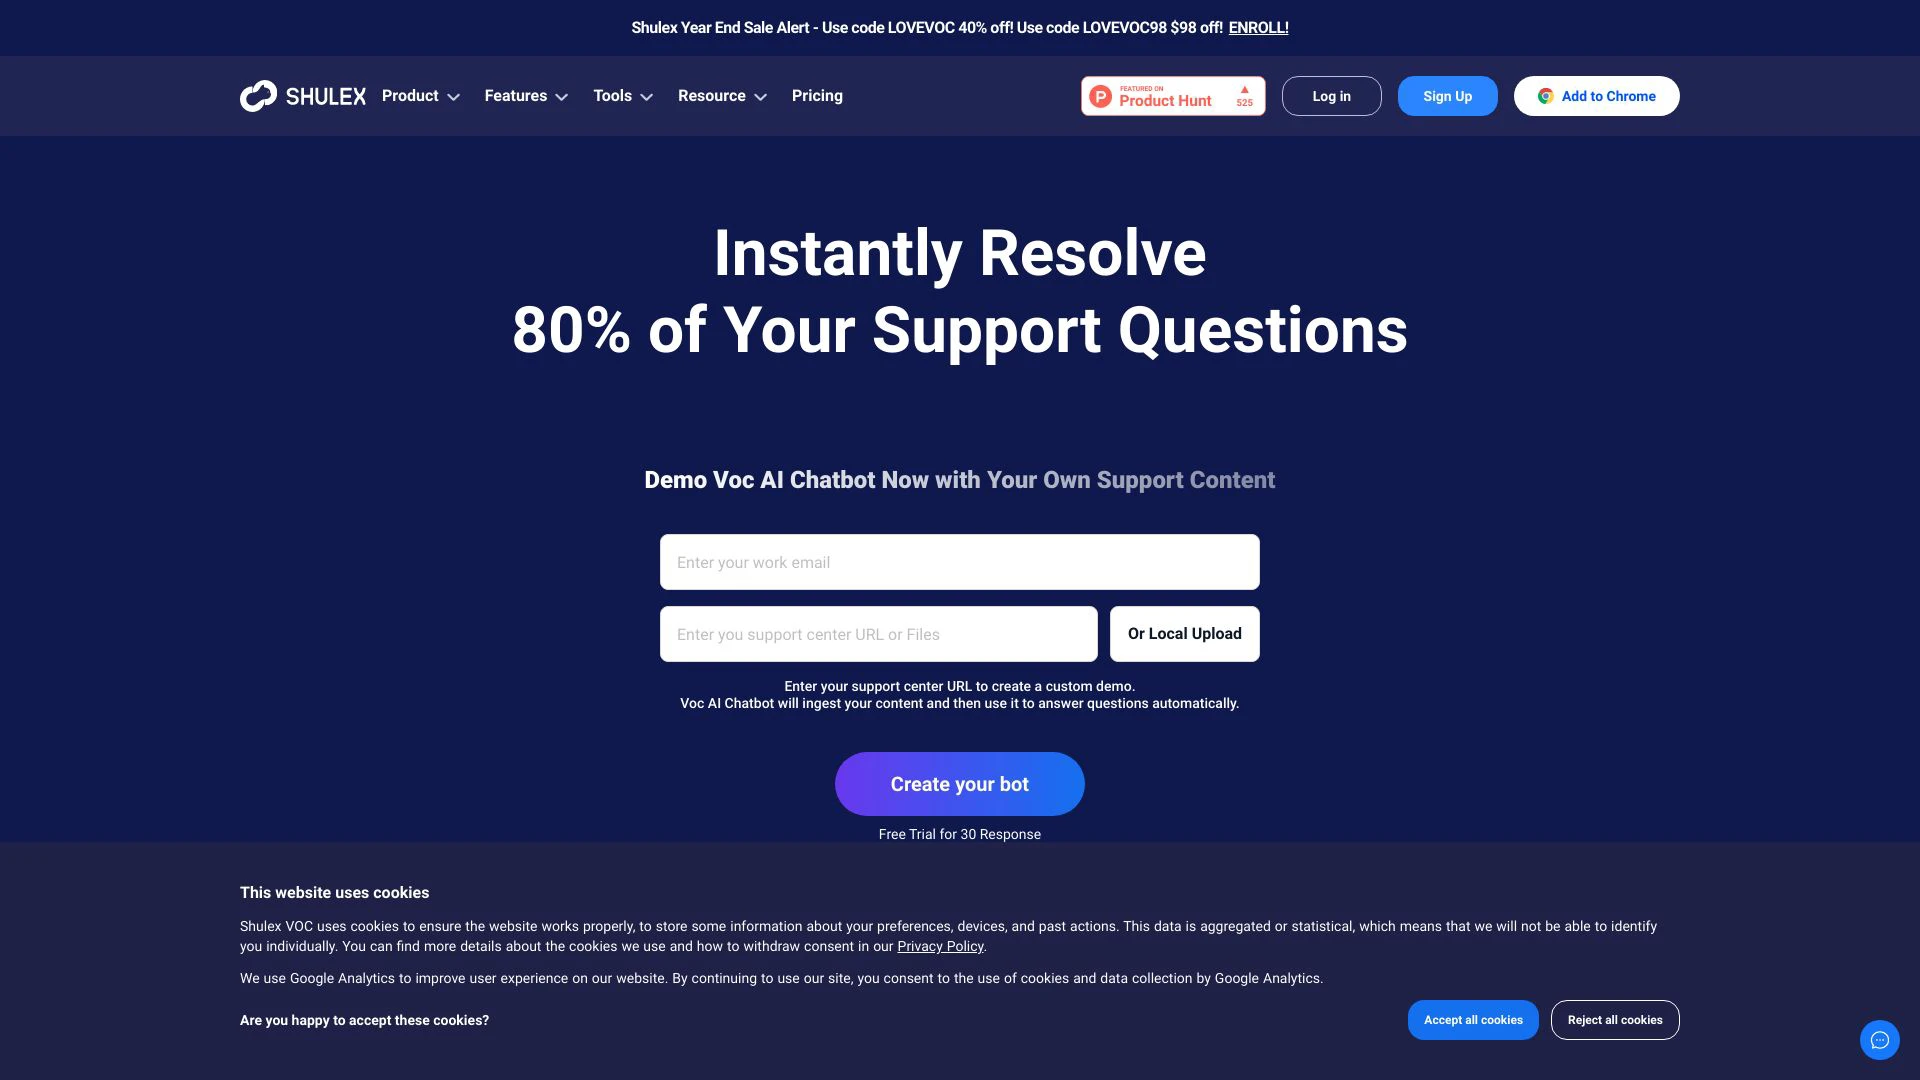 Shulex Year End Sale Alert - Use code LOVEVOC 40% off! Use code LOVEVOC98 $98 off! ENROLL!
SHULEX Product Features Tools Resource Pricing FEATURED ON Product Hunt 525 Log in Sign Up Add to Chrome
Instantly Resolve
80% of Your Support Questions
Demo Voc AI Chatbot Now with Your Own Support Content
Enter your work email
Enter you support center URL or Files Or Local Upload
Enter your support center URL to create a custom demo.
Voc AI Chatbot will ingest your content and then use it to answer questions automatically.
Create your bot
Free Trial for 30 Response
This website uses cookies
Shulex VOC uses cookies to ensure the website works properly, to store some information about your preferences, devices, and past actions. This data is aggregated or statistical, which means that we will not be able to identify
you individually. You can find more details about the cookies we use and how to withdraw consent in our Privacy Policy.
We use Google Analytics to improve user experience on our website. By continuing to use our site, you consent to the use of cookies and data collection by Google Analytics.
Are you happy to accept these cookies? Accept all cookies Reject all cookies